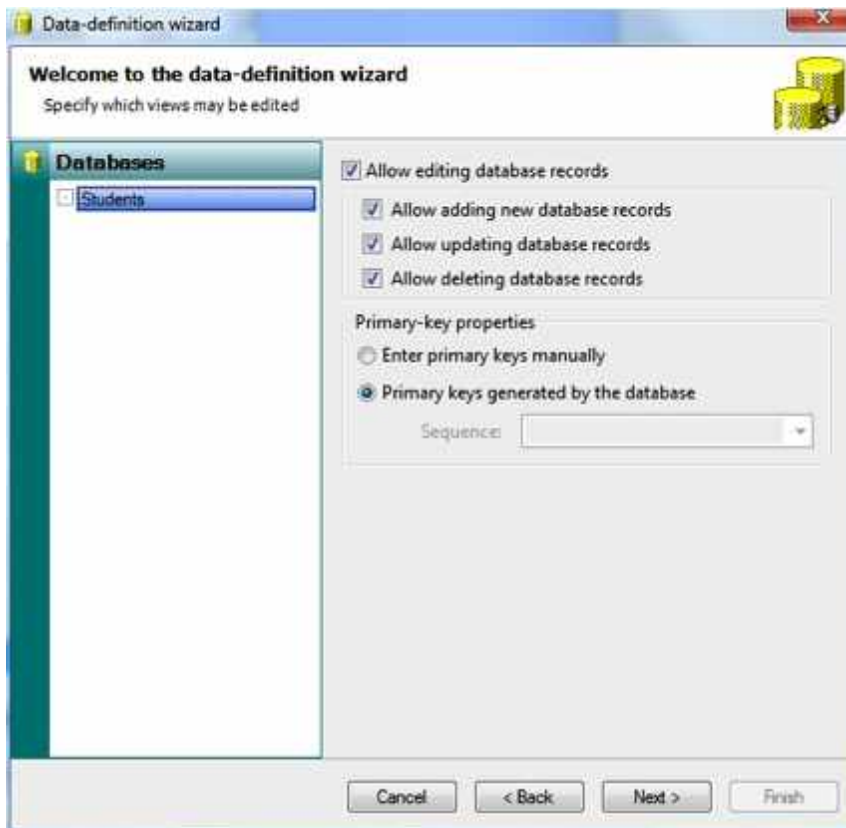 Data-definition wizard
Welcome to the data-definition wizard
Specify which views may be edited
Databases
Students
Allow editing database records
Allow adding new database records
Allow updating database records
Allow deleting database records
Primary-key properties
Enter primary keys manually
Primary keys generated by the database
Sequence:
Cancel
< Back
Next >
Finish